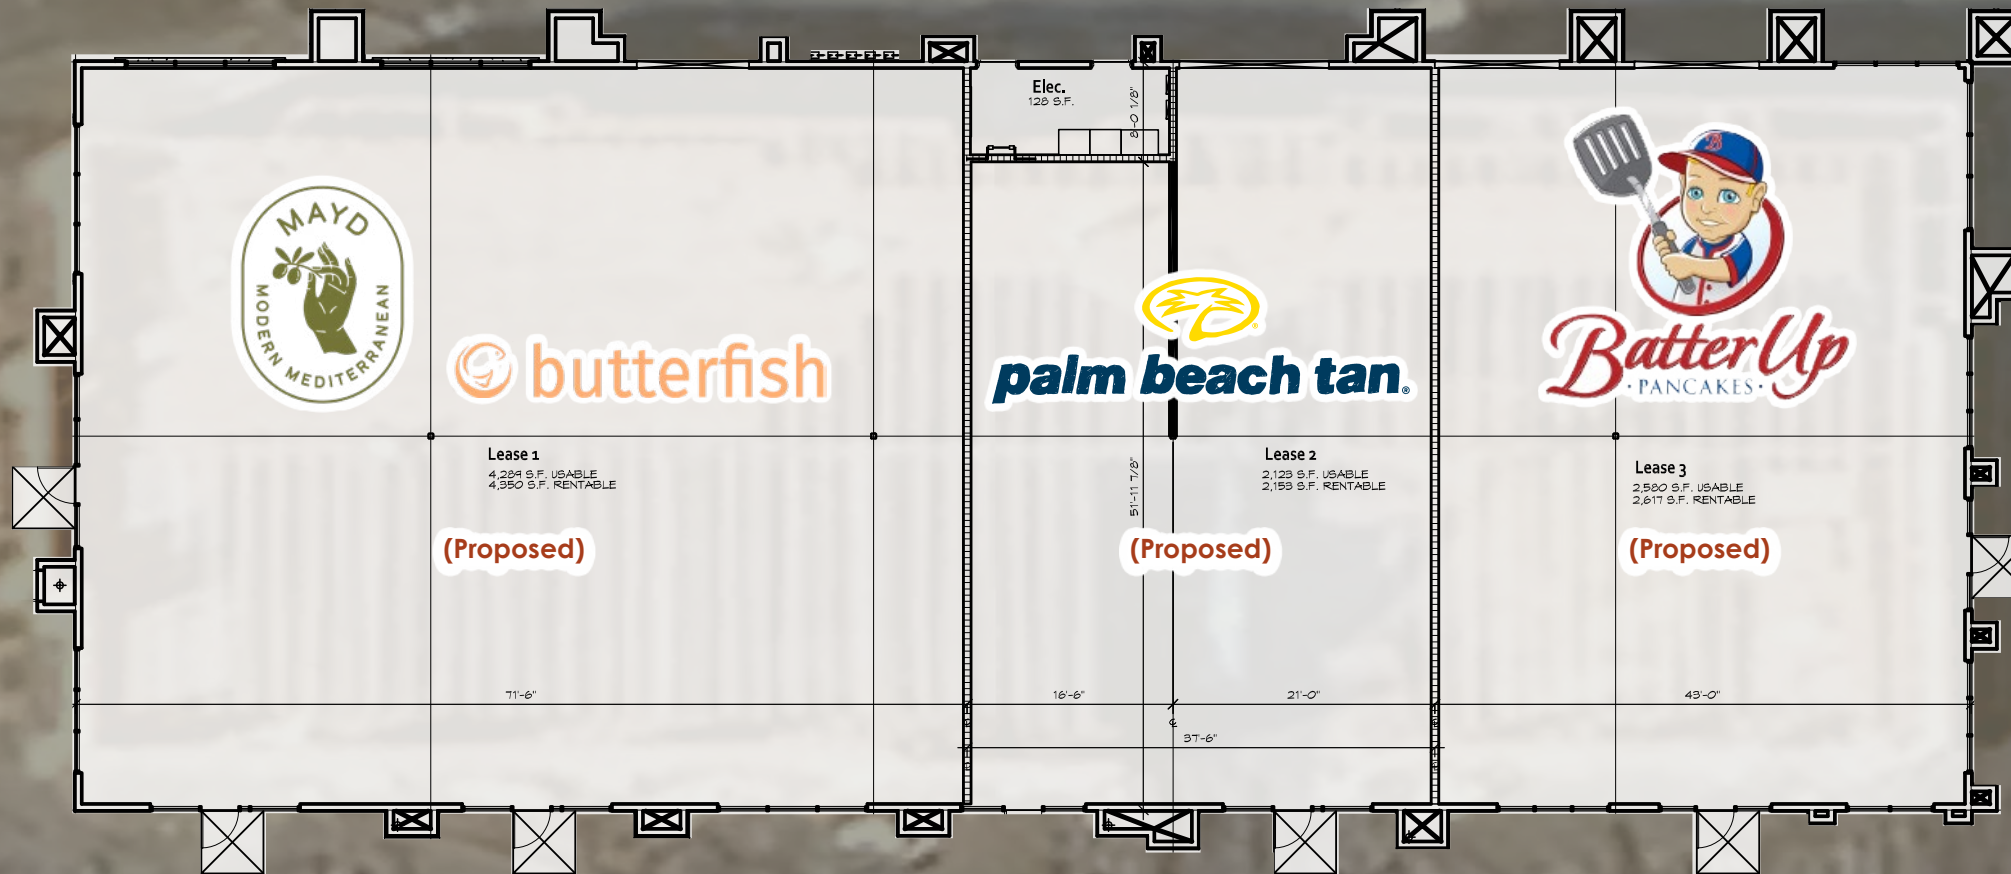 Elec.
128 S.F.
8'-0 1/8"
MAYD
MODERN MEDITERRANEAN
butterfish
palm beach tan®
B
Batter Up
·PANCAKES·
Lease 1
4,289 S.F. USABLE
4,350 S.F. RENTABLE
Lease 2
2,123 S.F. USABLE
2,153 S.F. RENTABLE
Lease 3
2,580 S.F. USABLE
2,617 S.F. RENTABLE
51'-11 7/8"
(Proposed)
(Proposed)
(Proposed)
71'-6"
16'-6"
21'-0"
43'-0"
37'-6"